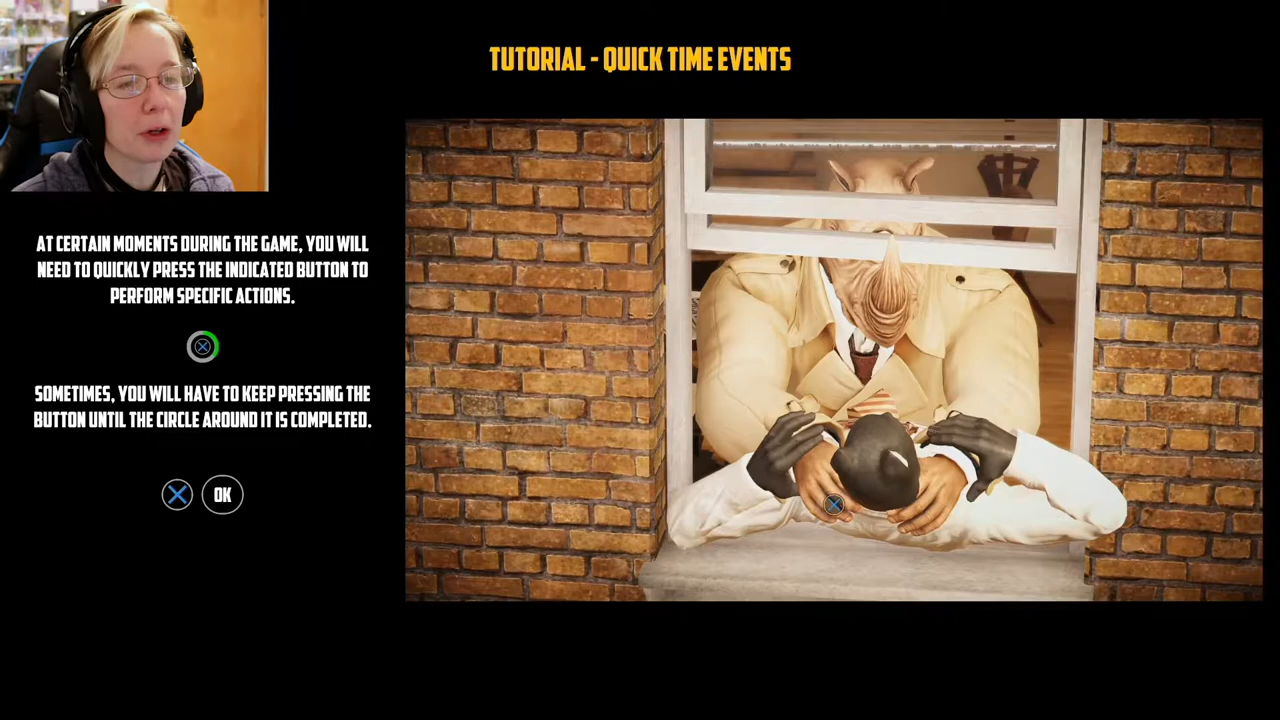 TUTORIAL - QUICK TIME EVENTS
AT CERTAIN MOMENTS DURING THE GAME, YOU WILL
NEED TO QUICKLY PRESS THE INDICATED BUTTON TO
PERFORM SPECIFIC ACTIONS.
SOMETIMES, YOU WILL HAVE TO KEEP PRESSING THE
BUTTON UNTIL THE CIRCLE AROUND IT IS COMPLETED.
OK